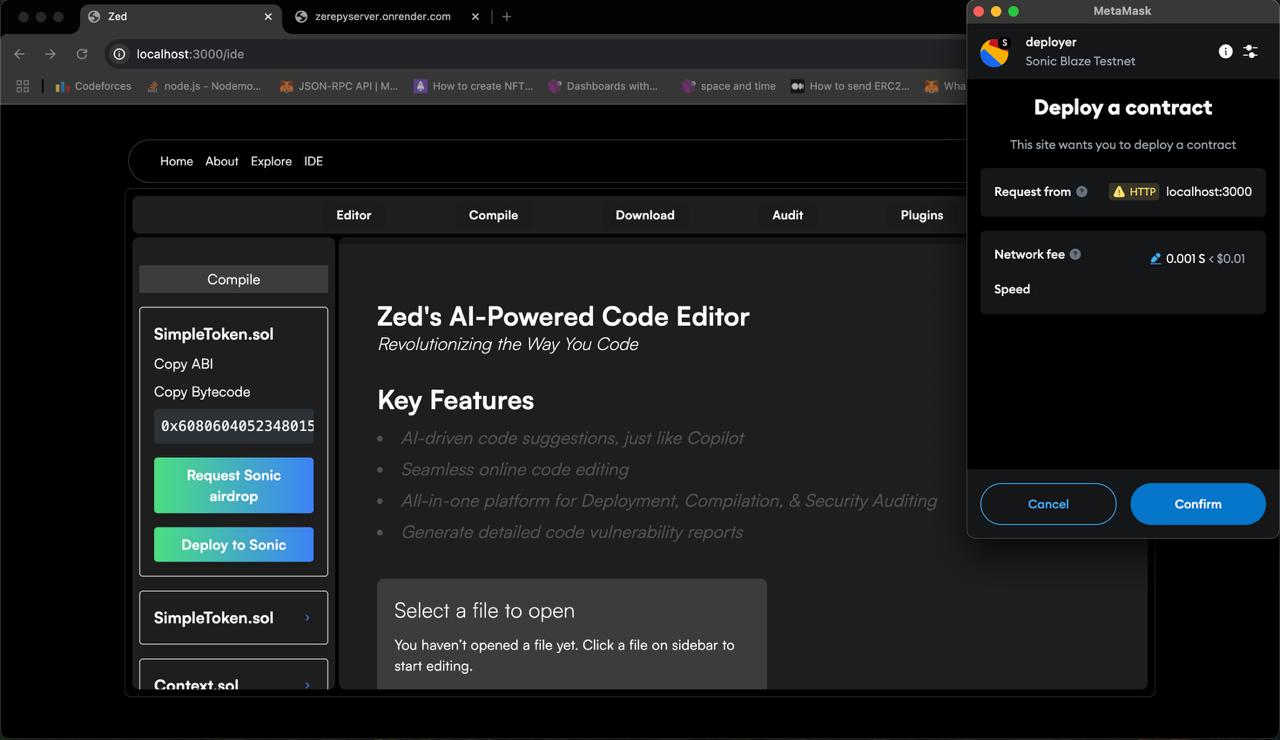 Zed
zerepyserver.onrender.com
localhost:3000/ide
Codeforces
node.js - Nodemo...
JSON-RPC API | M...
How to create NFT...
Dashboards with...
space and time
How to send ERC2...
Wha
Home About Explore IDE
Editor Compile Download Audit Plugins
Compile
SimpleToken.sol
Copy ABI
Copy Bytecode
0x6080604052348015
Request Sonic
airdrop
Deploy to Sonic
SimpleToken.sol
Context.sol
Zed's AI-Powered Code Editor
Revolutionizing the Way You Code
Key Features
• AI-driven code suggestions, just like Copilot
• Seamless online code editing
• All-in-one platform for Deployment, Compilation, & Security Auditing
• Generate detailed code vulnerability reports
Select a file to open
You haven't opened a file yet. Click a file on sidebar to
start editing.
MetaMask
S
deployer
Sonic Blaze Testnet
Deploy a contract
This site wants you to deploy a contract
Request from HTTP localhost:3000
Network fee 0.001 S < $0.01
Speed
Cancel Confirm